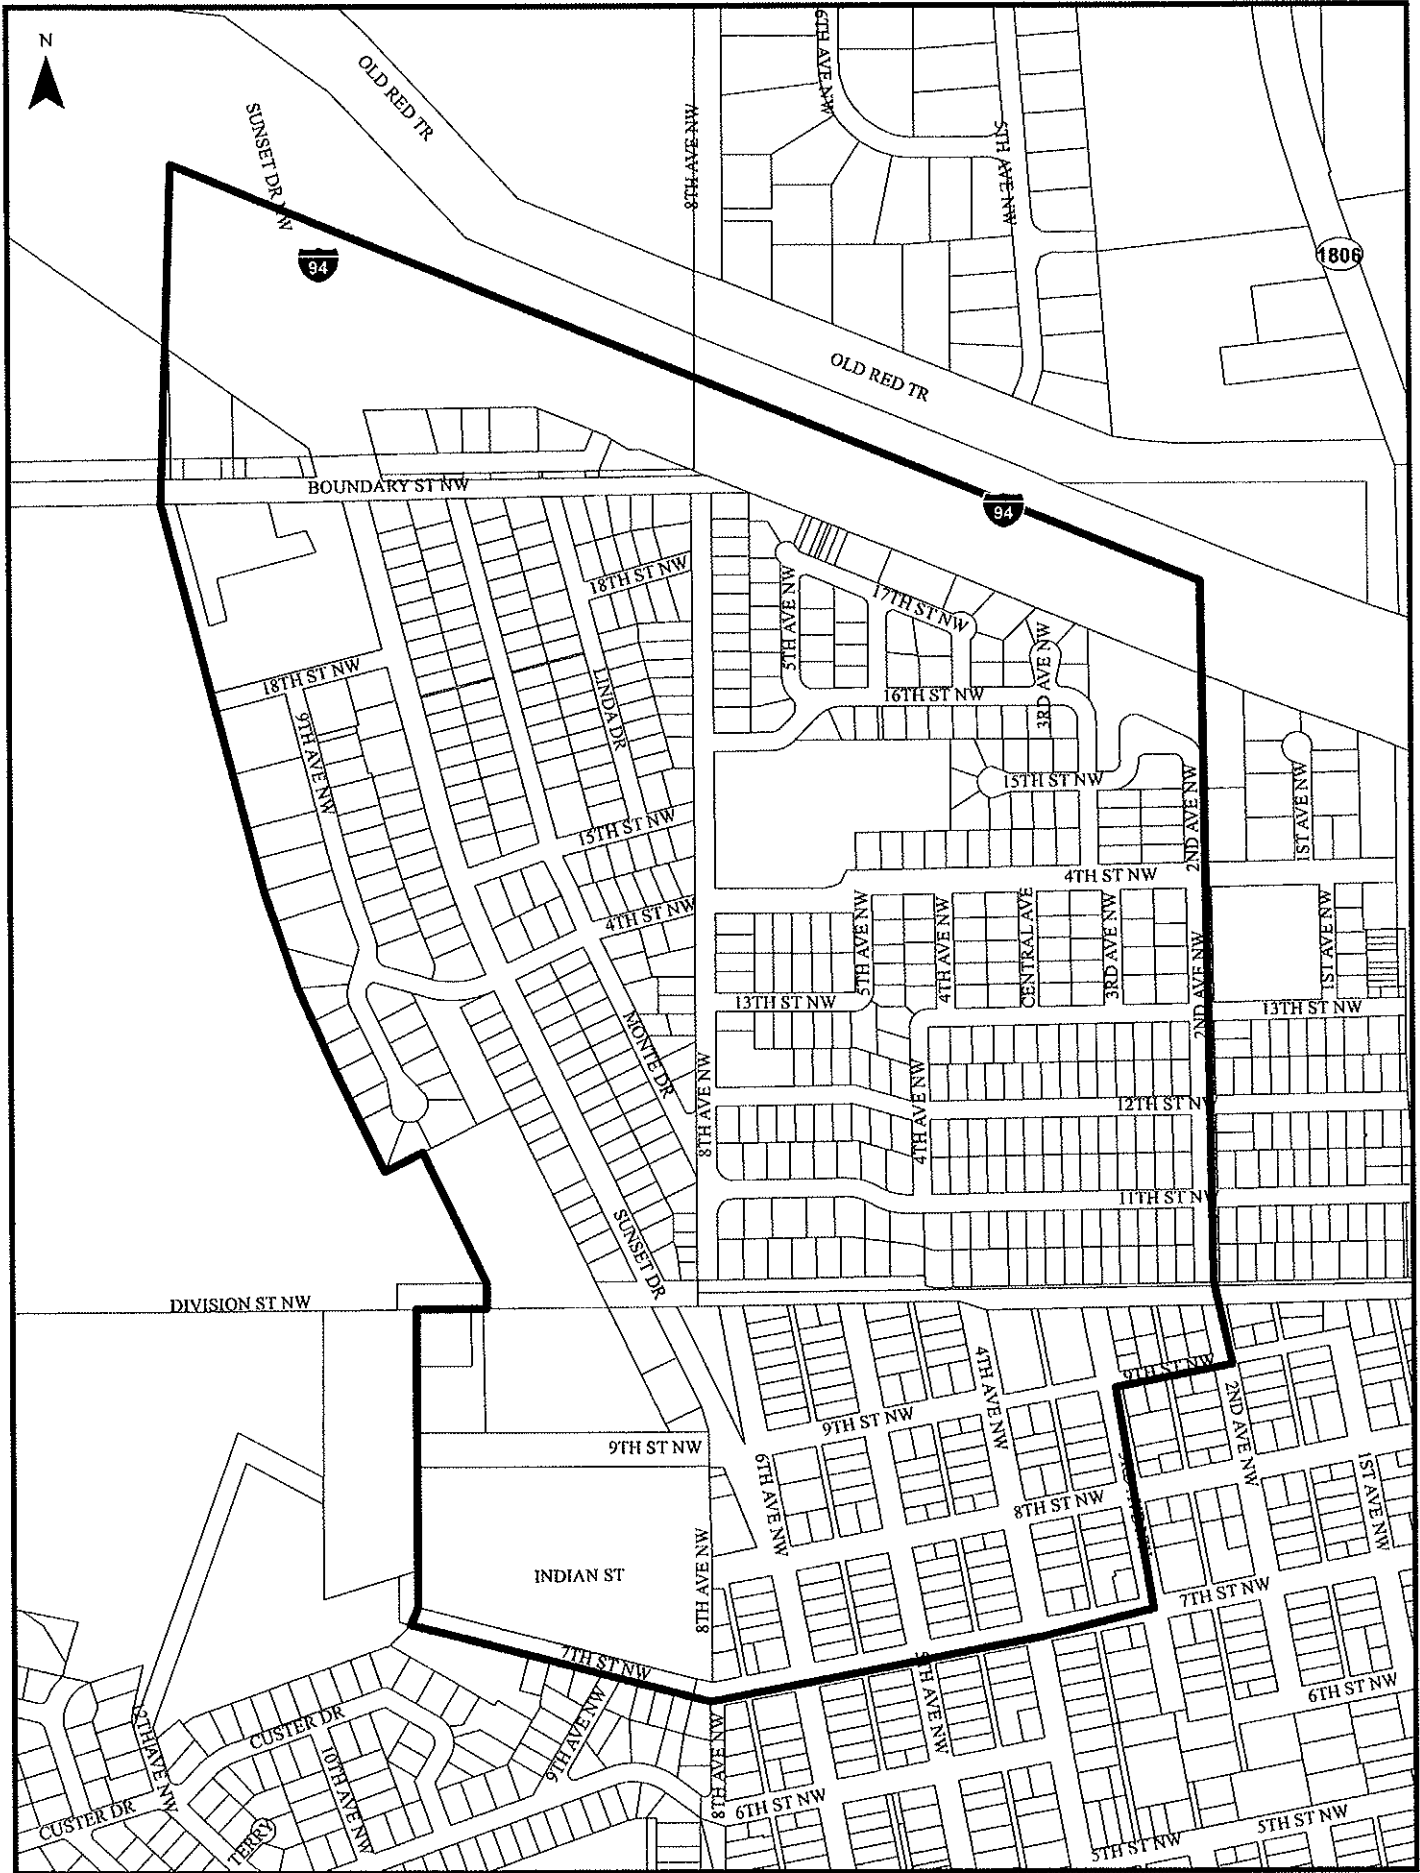 N
OLD RED TR
6TH AVE NW
SUNSET DR NW
8TH AVE NW
5TH AVE NW
94
1806
OLD RED TR
BOUNDARY ST NW
94
18TH ST NW
5TH AVE NW
17TH ST NW
18TH ST NW
LINDA DR
16TH ST NW
3RD AVE NW
9TH AVE NW
15TH ST NW
2ND AVE NW
1ST AVE NW
15TH ST NW
4TH ST NW
4TH ST NW
5TH AVE NW
4TH AVE NW
CENTRAL AVE
3RD AVE NW
2ND AVE NW
1ST AVE NW
13TH ST NW
13TH ST NW
MONTE DR
8TH AVE NW
4TH AVE NW
12TH ST NW
11TH ST NW
SUNSET DR
DIVISION ST NW
9TH ST NW
4TH AVE NW
9TH ST NW
2ND AVE NW
9TH ST NW
6TH AVE NW
1ST AVE NW
8TH ST NW
8TH AVE NW
INDIAN ST
7TH ST NW
7TH ST NW
5TH AVE NW
6TH ST NW
12TH AVE NW
CUSTER DR
10TH AVE NW
9TH AVE NW
8TH AVE NW
6TH ST NW
CUSTER DR
TERRY
5TH ST NW
5TH ST NW